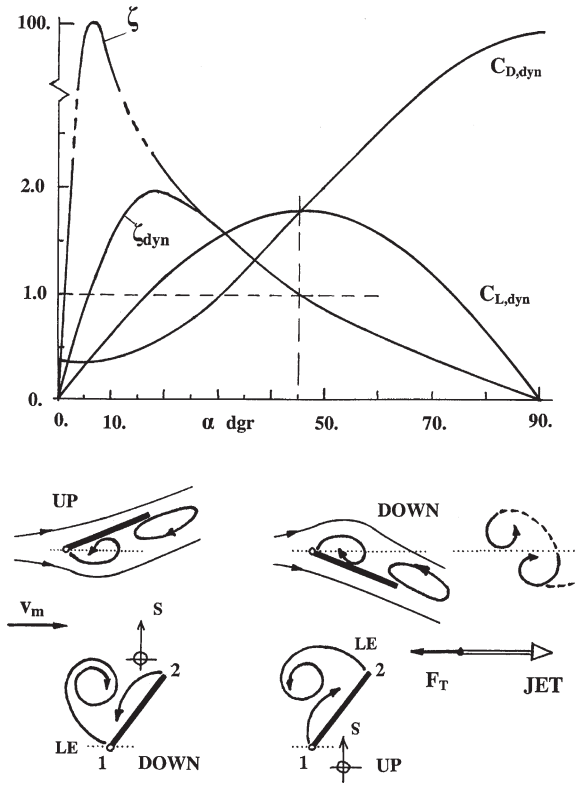 100.
ζ
C_D,dyn
2.0
ζ_dyn
1.0
C_L,dyn
0.
0. 10. α dgr 50. 70. 90.
UP
DOWN
v_m
S
LE
2
2
F_T
JET
S
LE
1
DOWN
1
UP